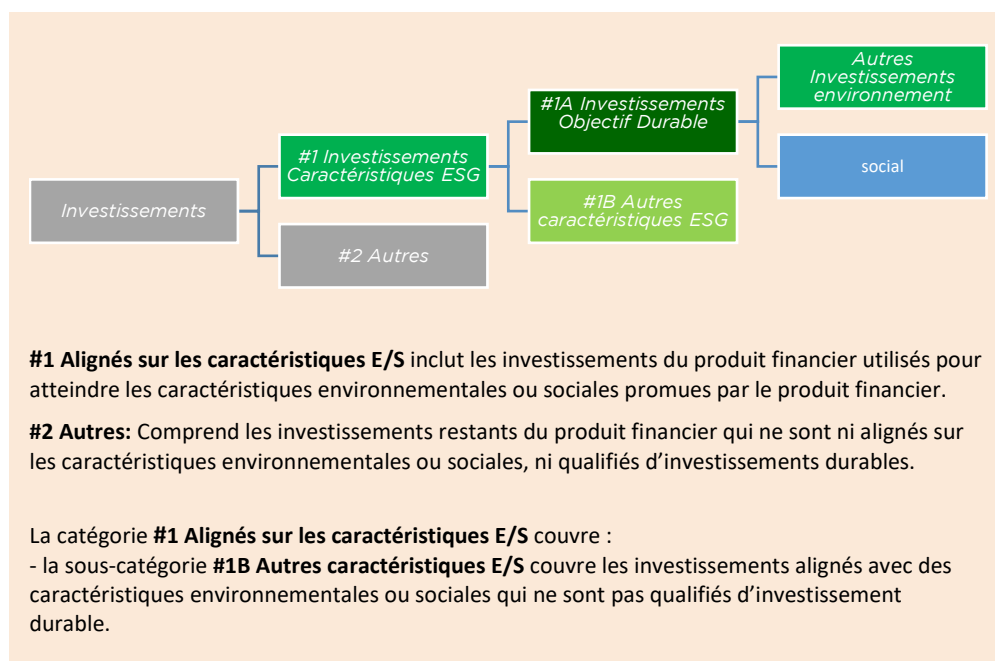 Autres
Investissements
environnement
#1A Investissements
Objectif Durable
#1 Investissements
Caractéristiques ESG
social
Investissements
#1B Autres
caractéristiques ESG
#2 Autres
#1 Alignés sur les caractéristiques E/S inclut les investissements du produit financier utilisés pour
atteindre les caractéristiques environnementales ou sociales promues par le produit financier.
#2 Autres: Comprend les investissements restants du produit financier qui ne sont ni alignés sur
les caractéristiques environnementales ou sociales, ni qualifiés d’investissements durables.
La catégorie #1 Alignés sur les caractéristiques E/S couvre :
- la sous-catégorie #1B Autres caractéristiques E/S couvre les investissements alignés avec des
caractéristiques environnementales ou sociales qui ne sont pas qualifiés d’investissement
durable.